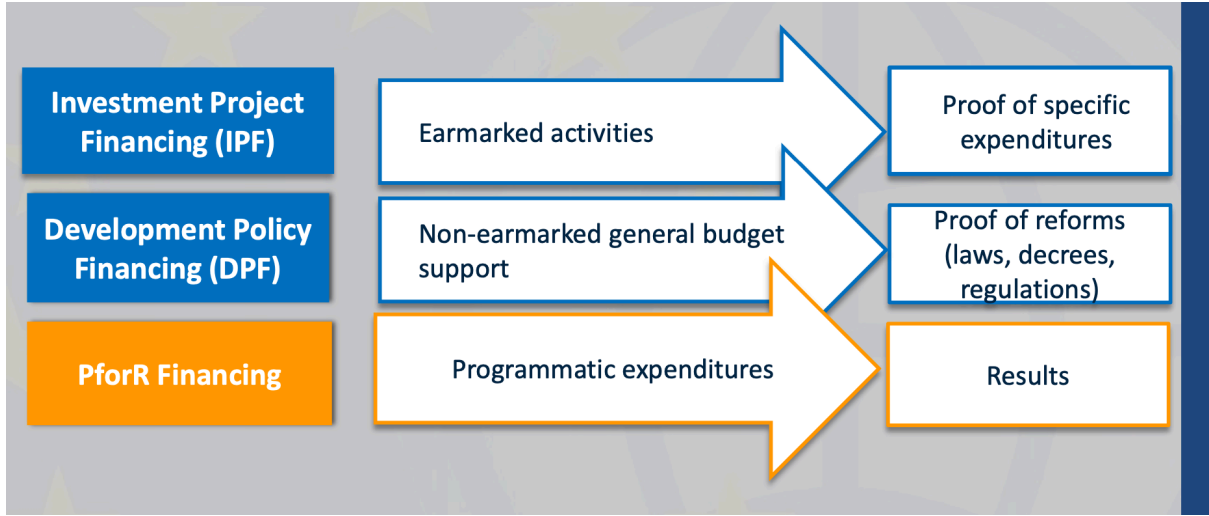 Investment Project
Financing (IPF)
Earmarked activities
Proof of specific
expenditures
Development Policy
Financing (DPF)
Non-earmarked general budget
support
Proof of reforms
(laws, decrees,
regulations)
PforR Financing
Programmatic expenditures
Results